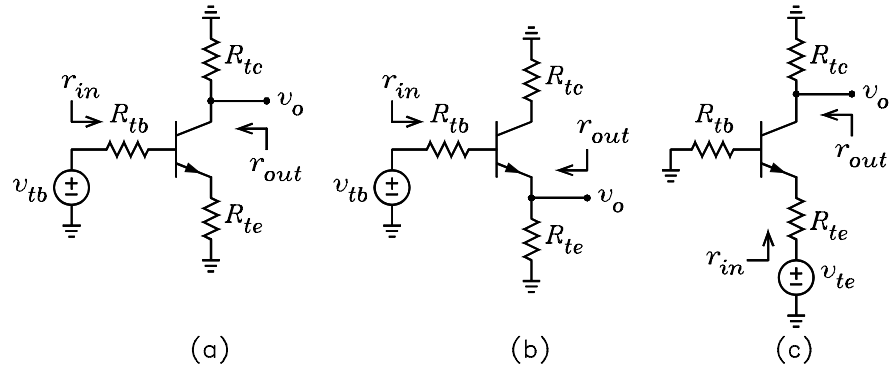 R_tc
r_in
R_tb
v_o
r_out
v_tb
R_te
(a)
R_tc
r_in
R_tb
r_out
v_tb
v_o
R_te
(b)
R_tc
v_o
R_tb
r_out
R_te
r_in
v_te
(c)